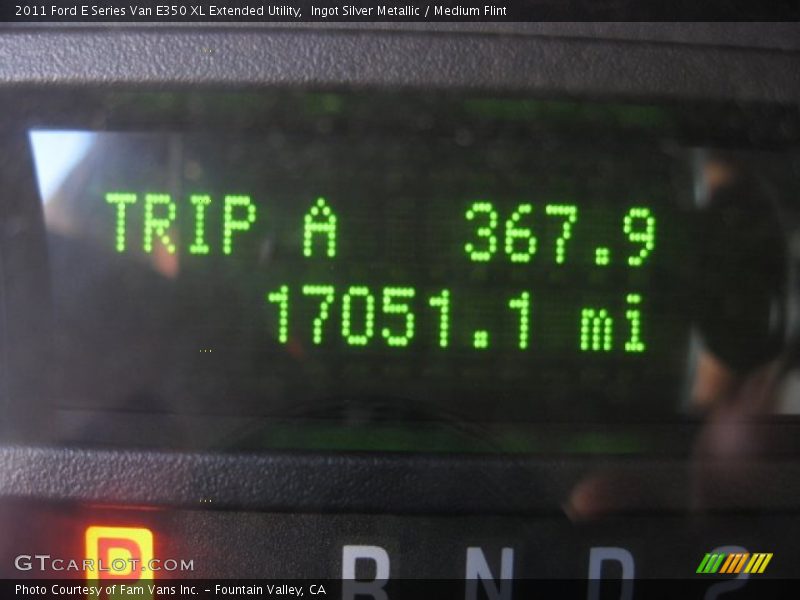 2011 Ford E Series Van E350 XL Extended Utility, Ingot Silver Metallic / Medium Flint
TRIP A 367.9
17051.1 mi
P R N D 2
GTCARLOT.COM
Photo Courtesy of Fam Vans Inc. - Fountain Valley, CA